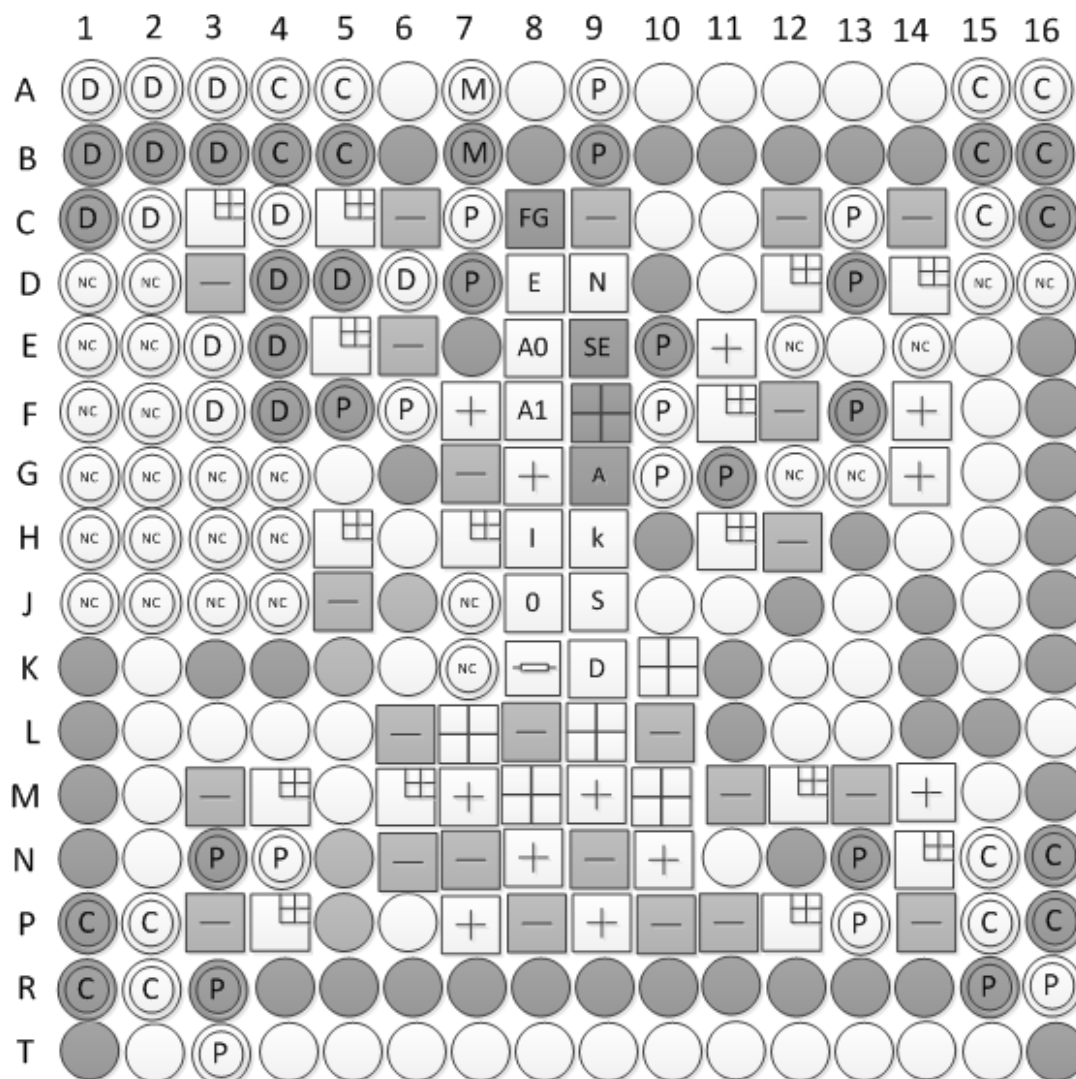 1 2 3 4 5 6 7 8 9 10 11 12 13 14 15 16
A D D D C C M P C C
B D D D C C M P C C
C D D D P FG P C C
D NC NC D D D P E N P NC NC
E NC NC D D A0 SE P NC NC
F NC NC D D P P A1 P P
G NC NC NC NC A P P NC NC
H NC NC NC NC I k
J NC NC NC NC NC 0 S
K NC D
L
M
N P P P C C
P C C P C C
R C C P P P
T P